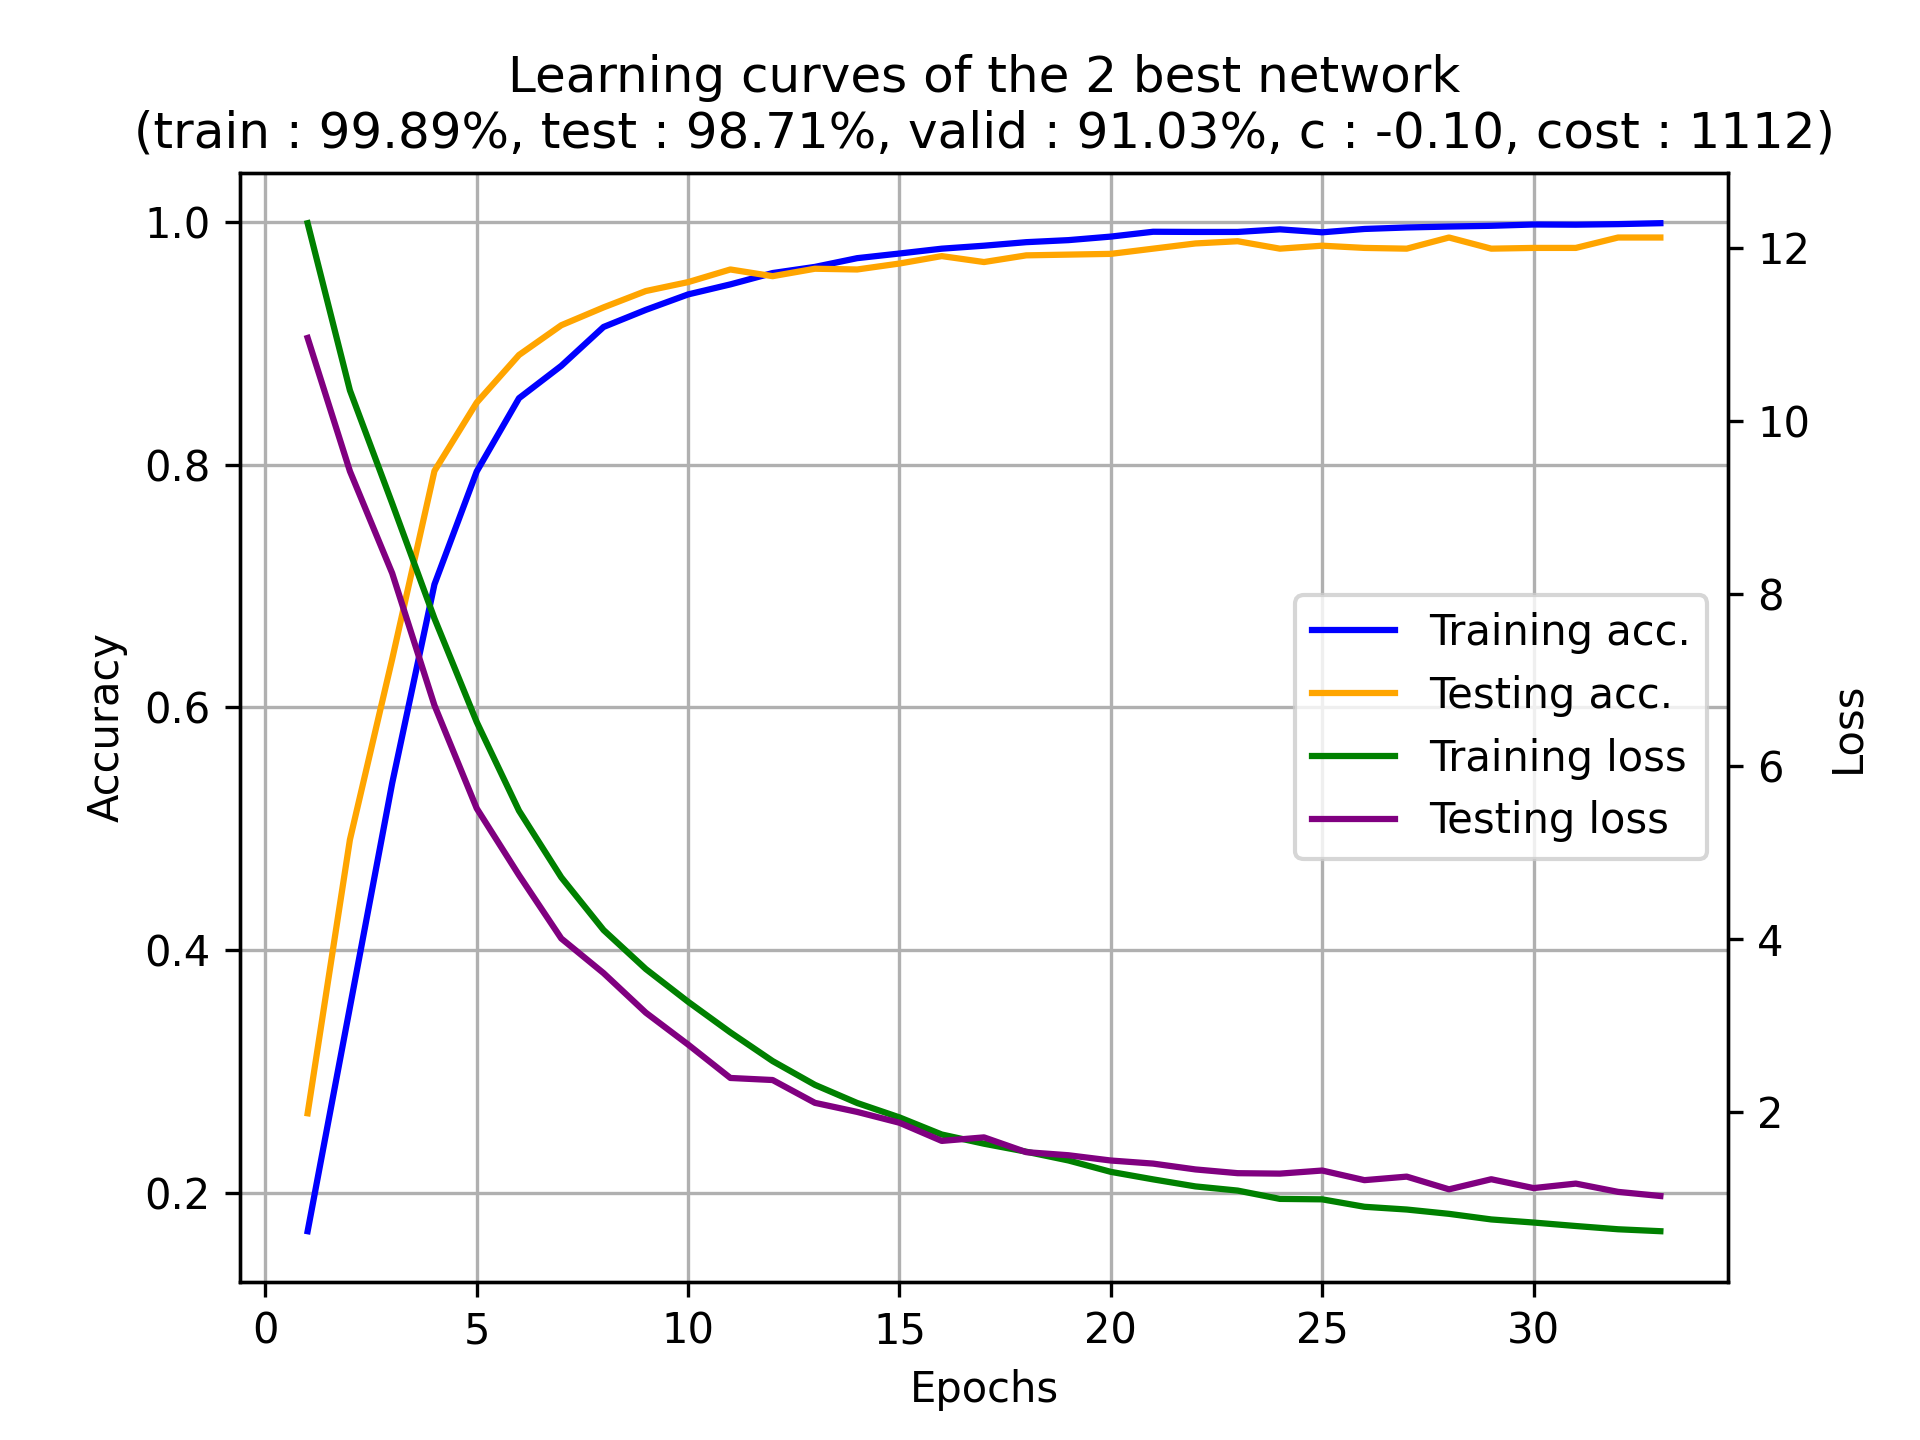 Learning curves of the 2 best network
(train : 99.89%, test : 98.71%, valid : 91.03%, c : -0.10, cost : 1112)
1.0
0.8
0.6
0.4
0.2
Accuracy
12
10
8
6
4
2
Loss
Training acc.
Testing acc.
Training loss
Testing loss
0 5 10 15 20 25 30
Epochs